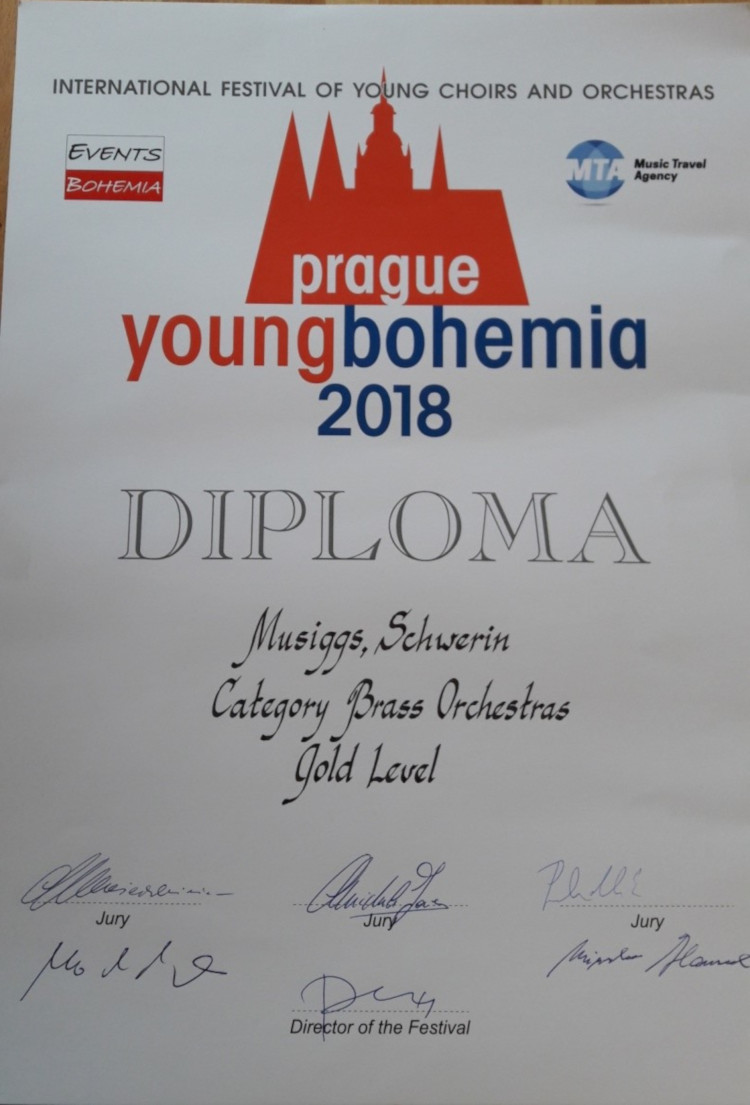 INTERNATIONAL FESTIVAL OF YOUNG CHOIRS AND ORCHESTRAS
EVENTS
BOHEMIA
MTA Music Travel
Agency
prague
youngbohemia
2018
DIPLOMA
Musiggs, Schwerin
Category Brass Orchestras
Gold Level
Jury
Jury
Jury
Director of the Festival